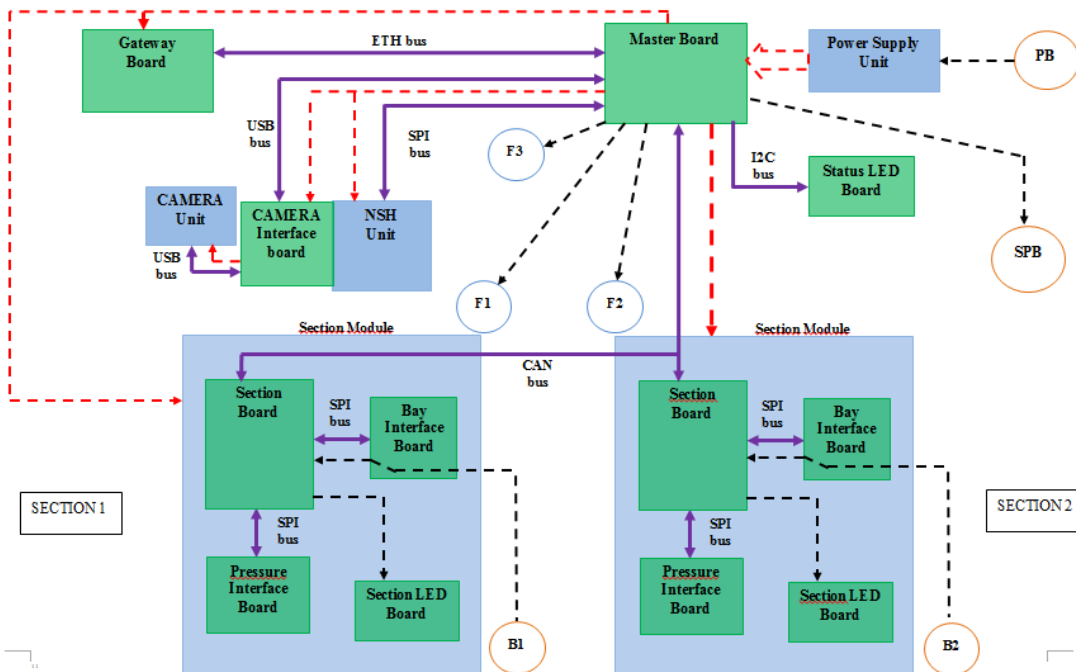 Gateway
Board
ETH bus
Master Board
Power Supply
Unit
PB
USB
bus
SPI
bus
F3
I2C
bus
Status LED
Board
CAMERA
Unit
CAMERA
Interface
board
NSH
Unit
USB
bus
SPB
F1
F2
Section Module
Section Module
CAN
bus
Section
Board
SPI
bus
Bay
Interface
Board
Section
Board
SPI
bus
Bay
Interface
Board
SECTION 1
SECTION 2
SPI
bus
SPI
bus
Pressure
Interface
Board
Section LED
Board
B1
Pressure
Interface
Board
Section LED
Board
B2